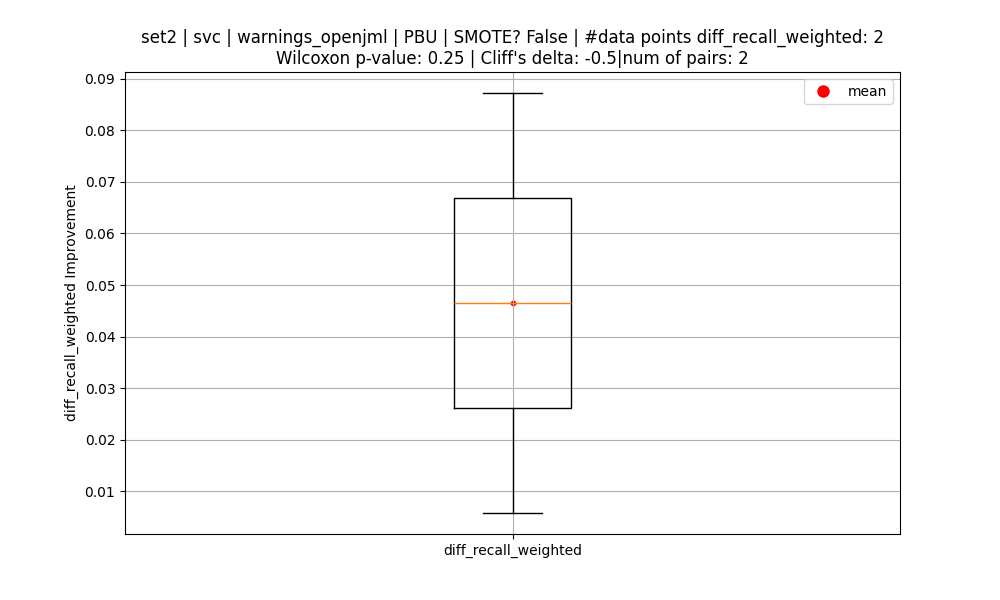 set2 | svc | warnings_openjml | PBU | SMOTE? False | #data points diff_recall_weighted: 2
Wilcoxon p-value: 0.25 | Cliff's delta: -0.5|num of pairs: 2
mean
0.09
0.08
0.07
0.06
0.05
0.04
0.03
0.02
0.01
diff_recall_weighted Improvement
diff_recall_weighted